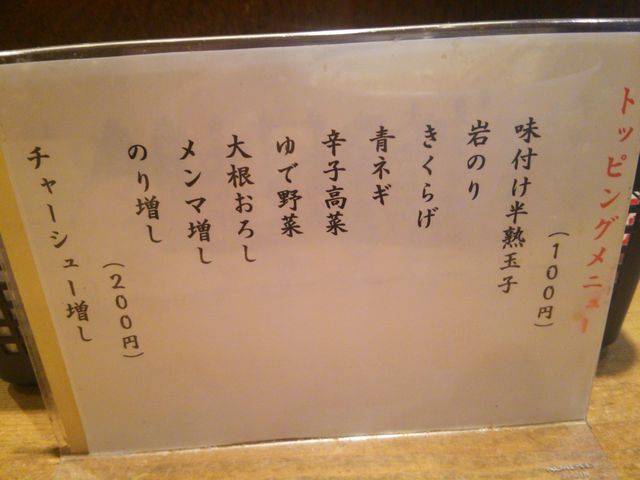 トッピングメニュー
（１００円）
味付け半熟玉子
岩のり
きくらげ
青ネギ
辛子高菜
ゆで野菜
大根おろし
メンマ増し
のり増し
（２００円）
チャーシュー増し